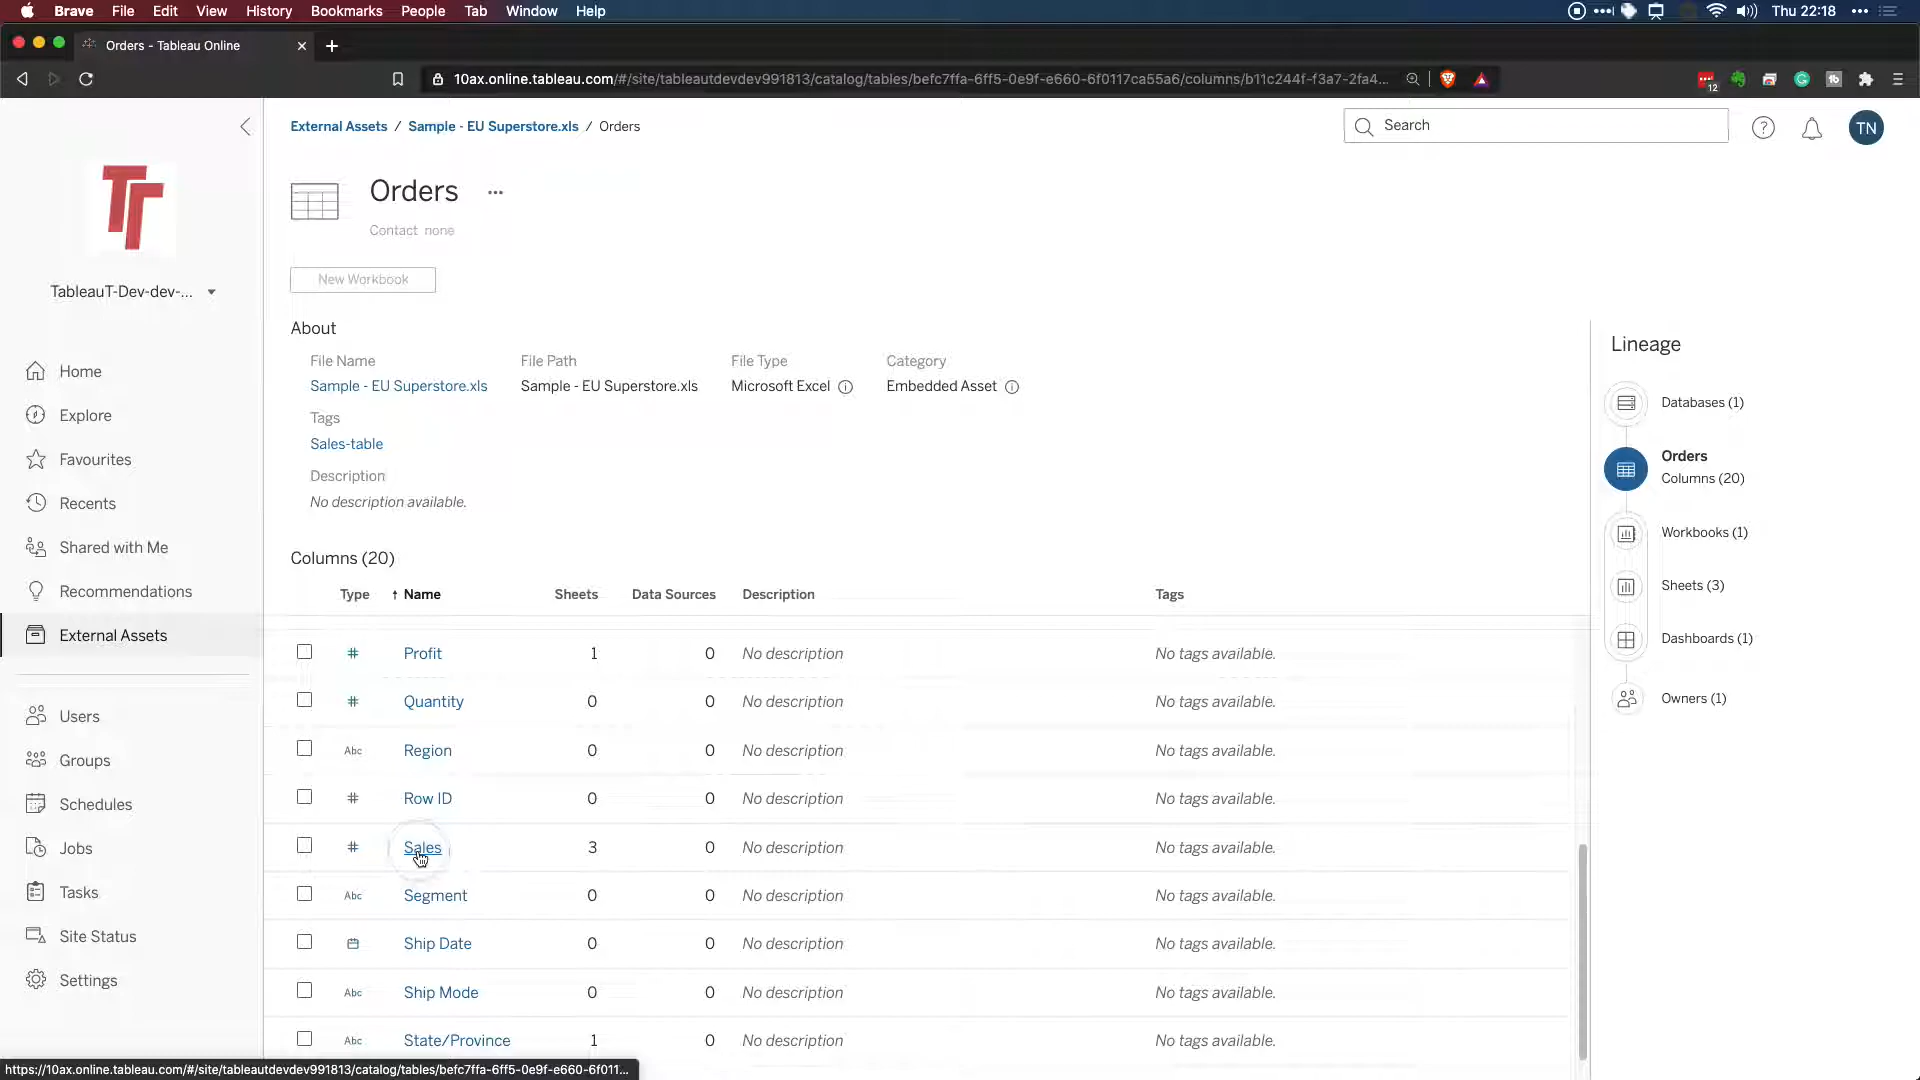 Brave File Edit View History Bookmarks People Tab Window Help Thu 22:18
Orders - Tableau Online
10ax.online.tableau.com/#/site/tableautdevdev991813/catalog/tables/befc7ffa-6ff5-0e9f-e660-6f0117ca55a6/columns/b11c244f-f3a7-2fa4...
12
External Assets / Sample - EU Superstore.xls / Orders
Search
TN
TableauT-Dev-dev-...
Home
Explore
Favourites
Recents
Shared with Me
Recommendations
External Assets
Users
Groups
Schedules
Jobs
Tasks
Site Status
Settings
Orders
Contact none
New Workbook
About
File Name File Path File Type Category
Sample - EU Superstore.xls Sample - EU Superstore.xls Microsoft Excel Embedded Asset
Tags
Sales-table
Description
No description available.
Columns (20)
Type ↑ Name Sheets Data Sources Description Tags
# Profit 1 0 No description No tags available.
# Quantity 0 0 No description No tags available.
Abc Region 0 0 No description No tags available.
# Row ID 0 0 No description No tags available.
# Sales 3 0 No description No tags available.
Abc Segment 0 0 No description No tags available.
Ship Date 0 0 No description No tags available.
Abc Ship Mode 0 0 No description No tags available.
Abc State/Province 1 0 No description No tags available.
Lineage
Databases (1)
Orders
Columns (20)
Workbooks (1)
Sheets (3)
Dashboards (1)
Owners (1)
https://10ax.online.tableau.com/#/site/tableautdevdev991813/catalog/tables/befc7ffa-6ff5-0e9f-e660-6f011...